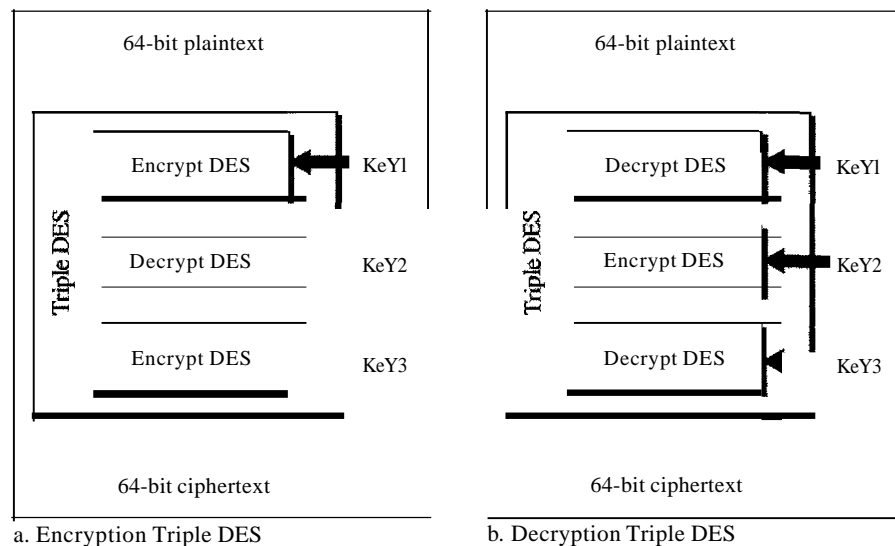 64-bit plaintext
Triple DES
Encrypt DES
KeYl
Decrypt DES
KeY2
Encrypt DES
KeY3
64-bit ciphertext
a. Encryption Triple DES
64-bit plaintext
Triple DES
Decrypt DES
KeYl
Encrypt DES
KeY2
Decrypt DES
KeY3
64-bit ciphertext
b. Decryption Triple DES